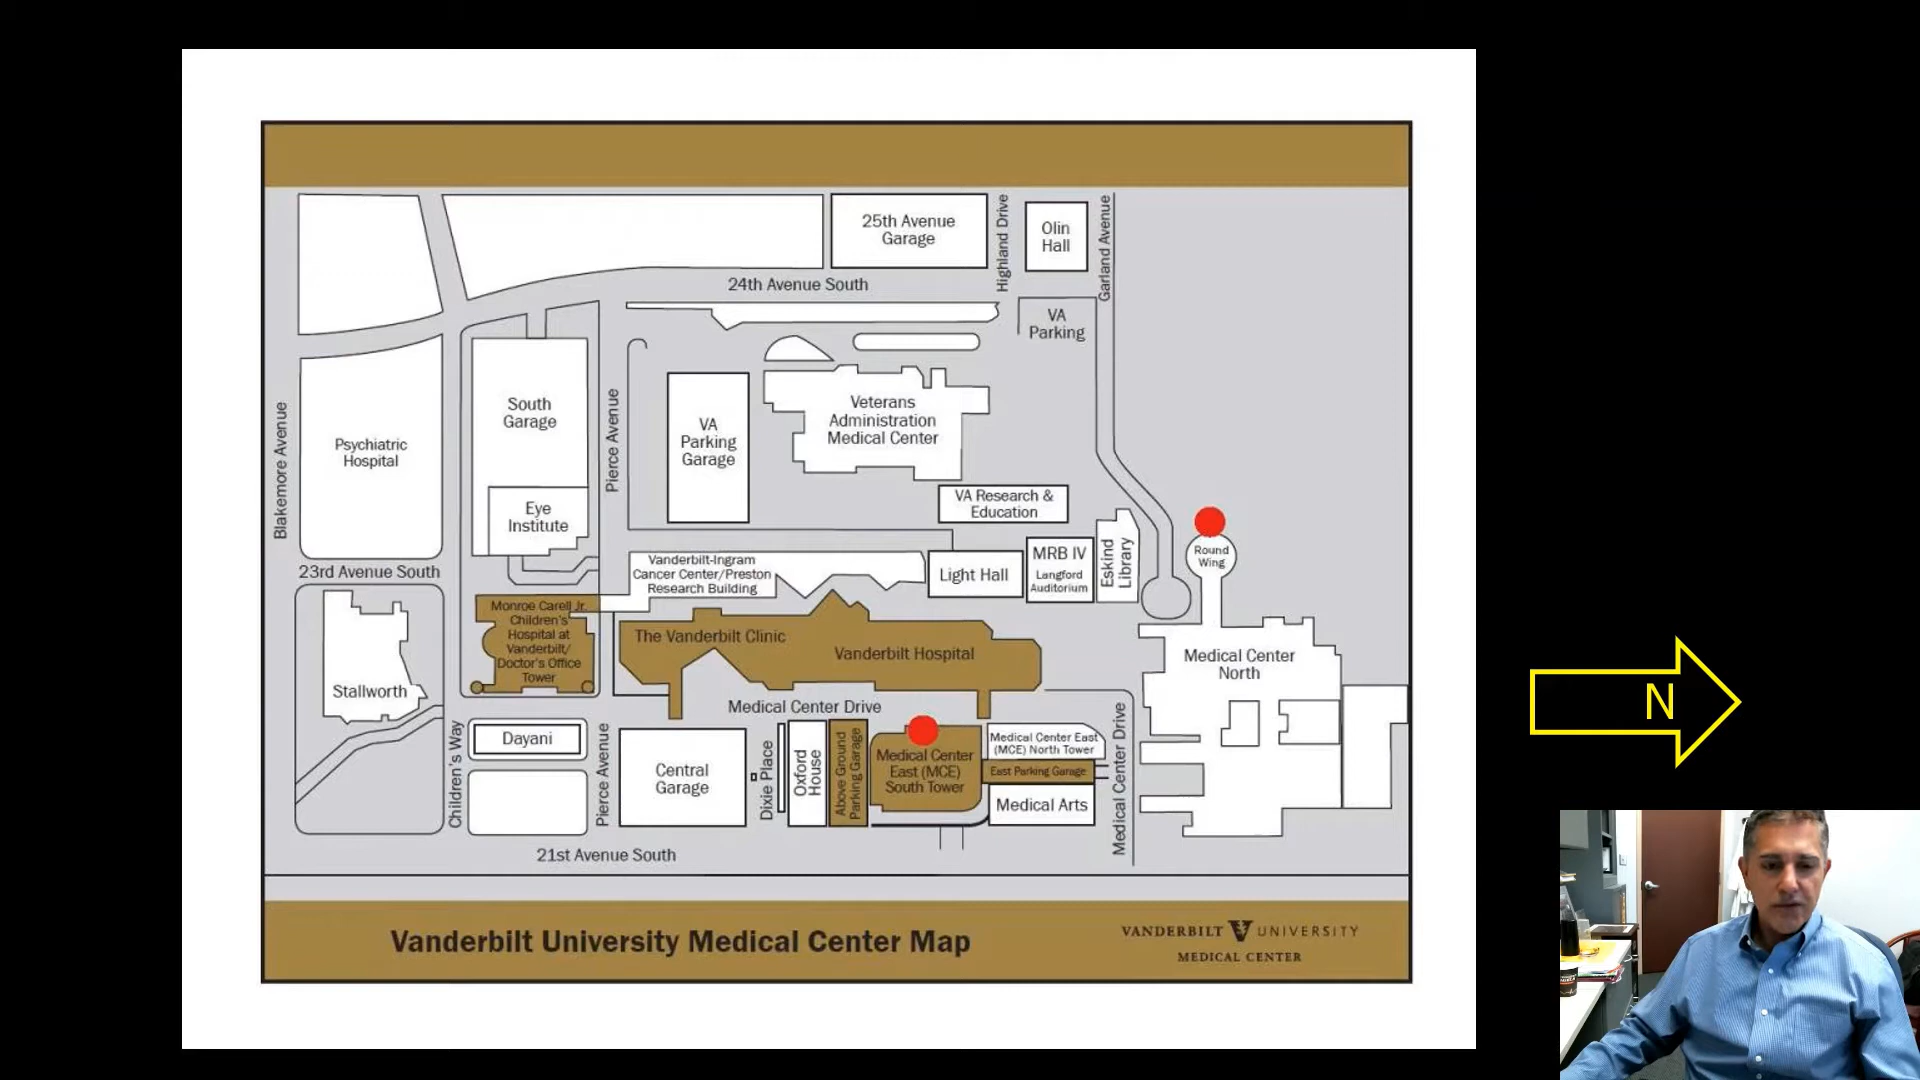 25th Avenue
Garage
Highland Drive
Olin
Hall
Garland Avenue
24th Avenue South
VA
Parking
Blakemore Avenue
Psychiatric
Hospital
South
Garage
Pierce Avenue
VA
Parking
Garage
Veterans
Administration
Medical Center
Eye
Institute
VA Research &
Education
23rd Avenue South
Vanderbilt-Ingram
Cancer Center/Preston
Research Building
Light Hall
MRB IV
Langford
Auditorium
Eskind
Library
Round
Wing
Monroe Carell Jr.
Children's
Hospital at
Vanderbilt/
Doctor's Office
Tower
The Vanderbilt Clinic
Vanderbilt Hospital
Medical Center
North
Stallworth
Medical Center Drive
N
Children's Way
Dayani
Pierce Avenue
Central
Garage
Dixie Place
Oxford
House
Above Ground
Parking Garage
Medical Center
East (MCE)
South Tower
Medical Center East
(MCE) North Tower
East Parking Garage
Medical Arts
Medical Center Drive
21st Avenue South
Vanderbilt University Medical Center Map
VANDERBILT V UNIVERSITY
MEDICAL CENTER